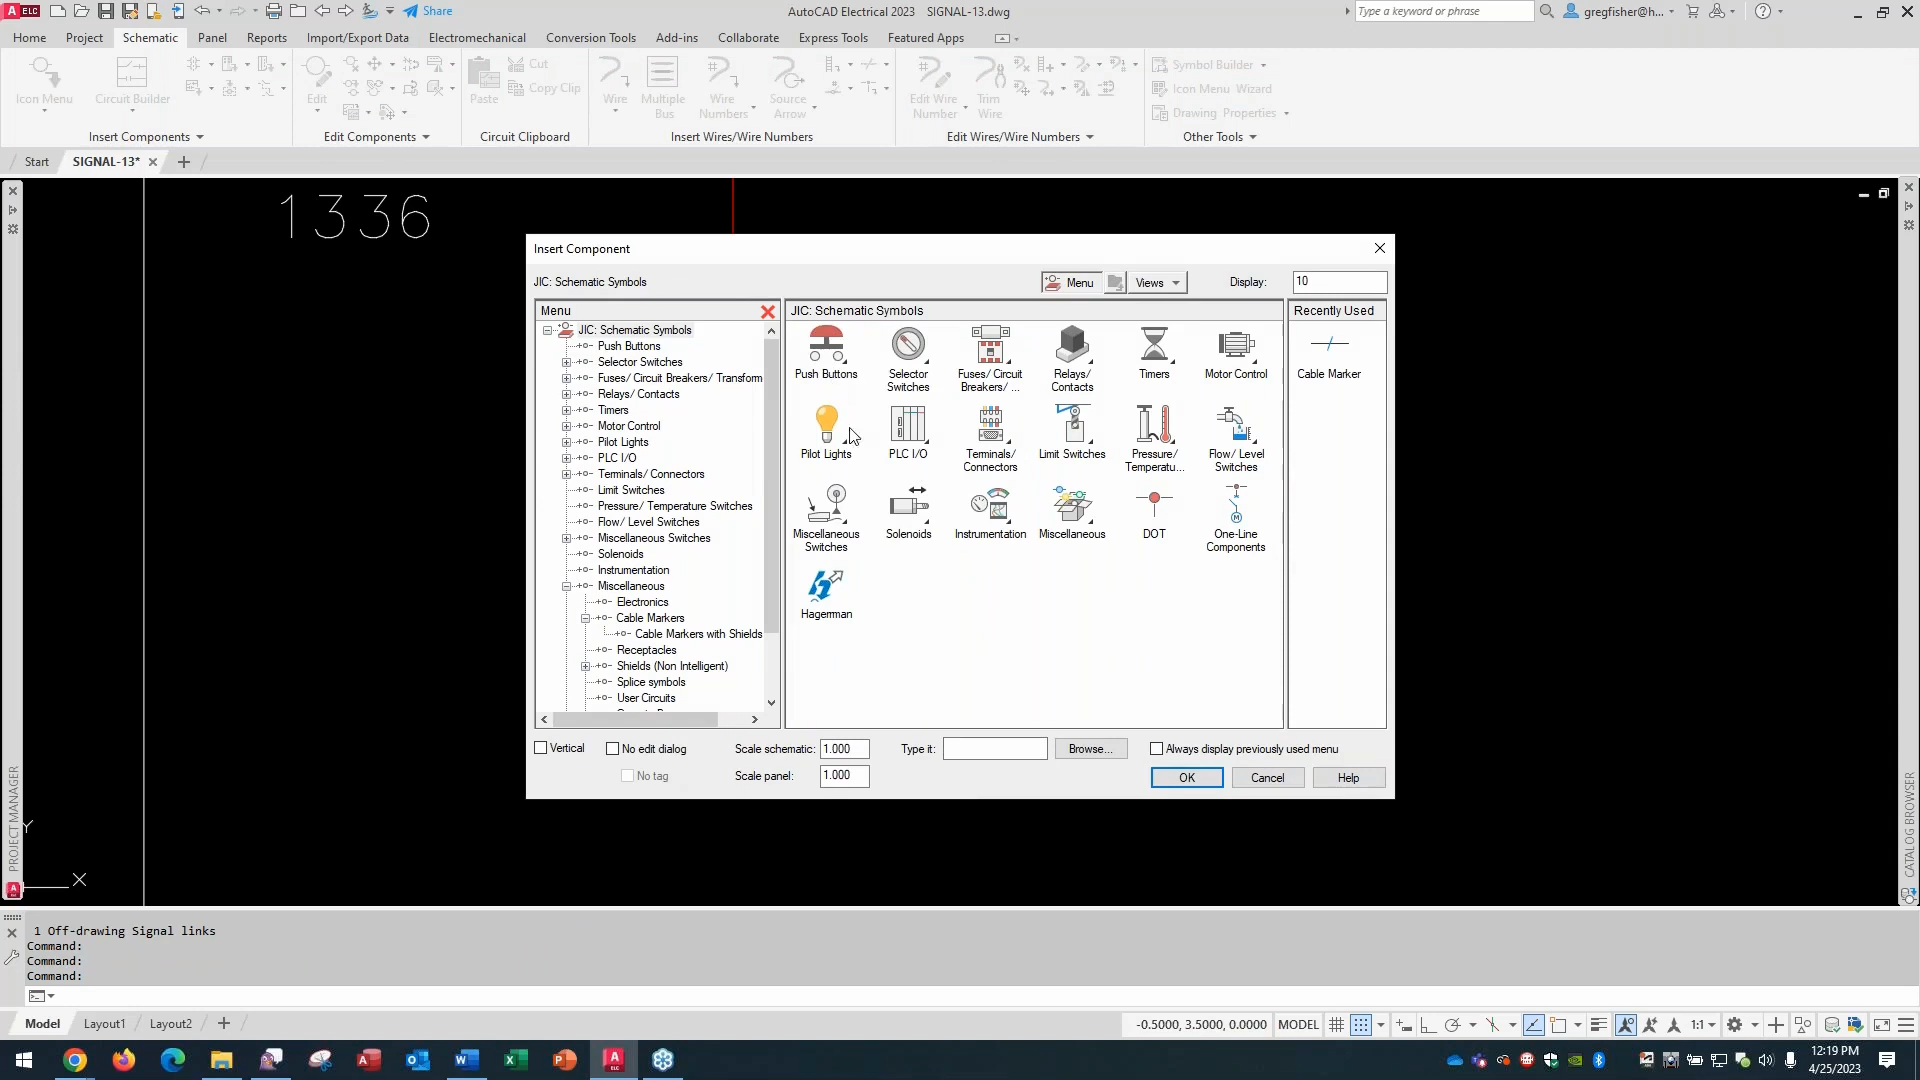 A ELC
Share
AutoCAD Electrical 2023 SIGNAL-13.dwg
Type a keyword or phrase
gregfisher@h...
Home Project Schematic Panel Reports Import/Export Data Electromechanical Conversion Tools Add-ins Collaborate Express Tools Featured Apps
Icon Menu
Circuit Builder
Edit
Paste
Cut
Copy Clip
Wire
Multiple Bus
Wire Numbers
Source Arrow
Edit Wire Number
Trim Wire
Symbol Builder
Icon Menu Wizard
Drawing Properties
Insert Components Edit Components Circuit Clipboard Insert Wires/Wire Numbers Edit Wires/Wire Numbers Other Tools
Start SIGNAL-13*
1336
Insert Component
JIC: Schematic Symbols
Menu
Views
Display:
10
Menu
JIC: Schematic Symbols
Push Buttons
Selector Switches
Fuses/ Circuit Breakers/ Transform
Relays/ Contacts
Timers
Motor Control
Pilot Lights
PLC I/O
Terminals/ Connectors
Limit Switches
Pressure/ Temperature Switches
Flow/ Level Switches
Miscellaneous Switches
Solenoids
Instrumentation
Miscellaneous
Electronics
Cable Markers
Cable Markers with Shields
Receptacles
Shields (Non Intelligent)
Splice symbols
User Circuits
JIC: Schematic Symbols
Push Buttons
Selector Switches
Fuses/ Circuit Breakers/ ...
Relays/ Contacts
Timers
Motor Control
Pilot Lights
PLC I/O
Terminals/ Connectors
Limit Switches
Pressure/ Temperatu...
Flow/ Level Switches
Miscellaneous Switches
Solenoids
Instrumentation
Miscellaneous
DOT
One-Line Components
Hagerman
Recently Used
Cable Marker
Vertical
No edit dialog
No tag
Scale schematic: 1.000
Scale panel: 1.000
Type it:
Browse...
Always display previously used menu
OK
Cancel
Help
PROJECT MANAGER
CATALOG BROWSER
Y
X
1 Off-drawing Signal links
Command:
Command:
Command:
Model Layout1 Layout2
-0.5000, 3.5000, 0.0000 MODEL
1:1
12:19 PM
4/25/2023